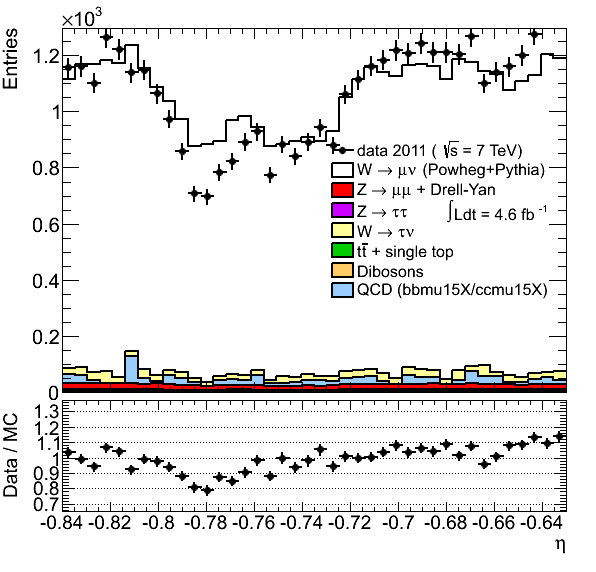 ×10³
Entries
1.2
1
0.8
0.6
0.4
0.2
0
data 2011 ( √s = 7 TeV)
W → μν (Powheg+Pythia)
Z → μμ + Drell-Yan
Z → ττ
∫Ldt = 4.6 fb⁻¹
W → τν
tt̄ + single top
Dibosons
QCD (bbmu15X/ccmu15X)
Data / MC
1.3
1.2
1.1
1
0.9
0.8
0.7
-0.84 -0.82 -0.8 -0.78 -0.76 -0.74 -0.72 -0.7 -0.68 -0.66 -0.64
η